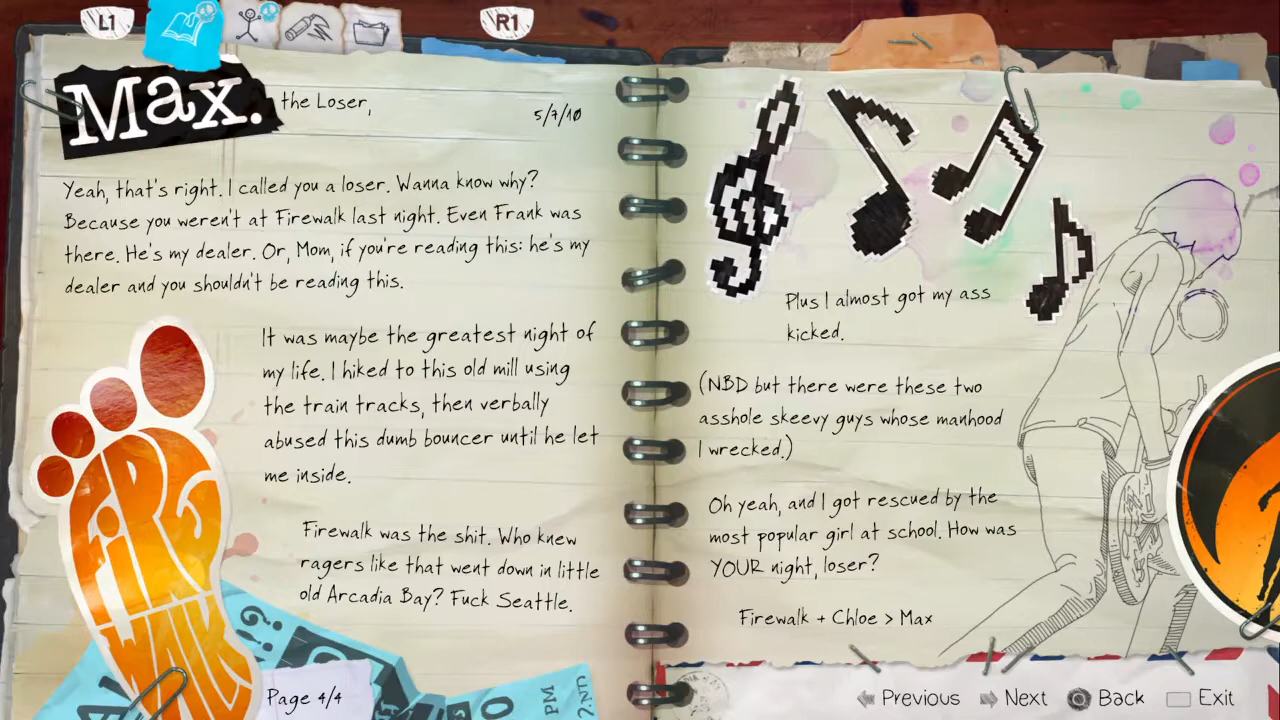 L1
R1
Max.
the Loser,
5/7/10
Yeah, that's right. I called you a loser. Wanna know why?
Because you weren't at Firewalk last night. Even Frank was
there. He's my dealer. Or, Mom, if you're reading this: he's my
dealer and you shouldn't be reading this.
It was maybe the greatest night of
my life. I hiked to this old mill using
the train tracks, then verbally
abused this dumb bouncer until he let
me inside.
Firewalk was the shit. Who knew
ragers like that went down in little
old Arcadia Bay? Fuck Seattle.
FIRE
WALK
PM
Page 4/4
Plus I almost got my ass
kicked.
(NBD but there were these two
asshole skeevy guys whose manhood
I wrecked.)
Oh yeah, and I got rescued by the
most popular girl at school. How was
YOUR night, loser?
Firewalk + Chloe > Max
Previous
Next
Back
Exit